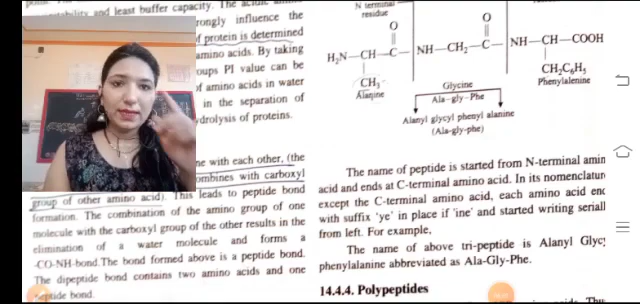 and least buffer capacity. The acidic
rongly influence the
f protein is determined
amino acids. By taking
oups PI value can be
of amino acids in water
in the separation of
ydrolysis of proteins.
ne with each other, (the
ombines with carboxyl
group of other amino acid). This leads to peptide bond
formation. The combination of the amino group of one
molecule with the carboxyl group of the other results in the
elimination of a water molecule and forms a
-CO-NH-bond. The bond formed above is a peptide bond.
The dipeptide bond contains two amino acids and one
peptide bond.
N terminal
residue
O
O
H₂N—CH—C—
NH—CH₂—C—
NH—CH—COOH
CH₃
CH₂C₆H₅
Alanine
Glycine
Phenylalenine
Ala-gly-Phe
Alanyl glycyl phenyl alanine
(Ala-gly-phe)
The name of peptide is started from N-terminal amin
acid and ends at C-terminal amino acid. In its nomenclatur
except the C-terminal amino acid, each amino acid end
with suffix 'ye' in place if 'ine' and started writing seriall
from left. For example,
The name of above tri-peptide is Alanyl Glyc
phenylalanine abbreviated as Ala-Gly-Phe.
14.4.4. Polypeptides